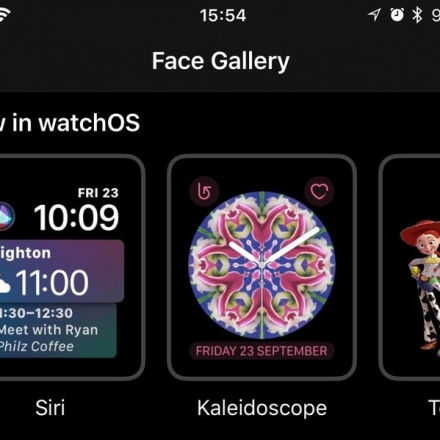 15:54
9
Face Gallery
w in watchOS
FRI 23
10:09
ighton
11:00
1:30–12:30
Meet with Ryan
Philz Coffee
FRIDAY 23 SEPTEMBER
Siri
Kaleidoscope
To